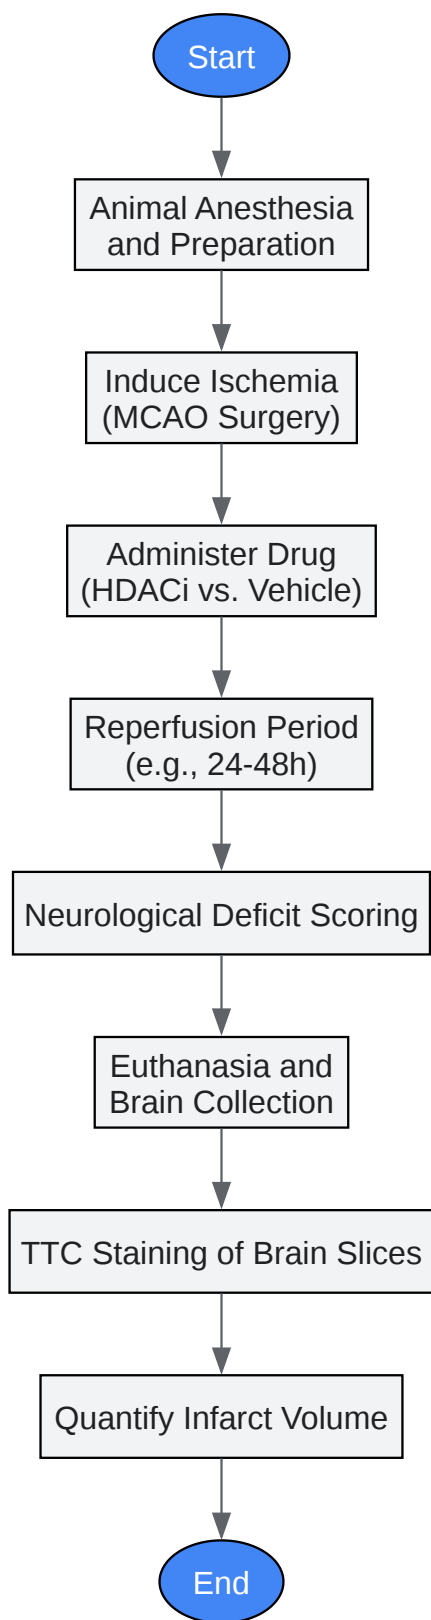 Start
Animal Anesthesia
and Preparation
Induce Ischemia
(MCAO Surgery)
Administer Drug
(HDACi vs. Vehicle)
Reperfusion Period
(e.g., 24-48h)
Neurological Deficit Scoring
Euthanasia and
Brain Collection
TTC Staining of Brain Slices
Quantify Infarct Volume
End